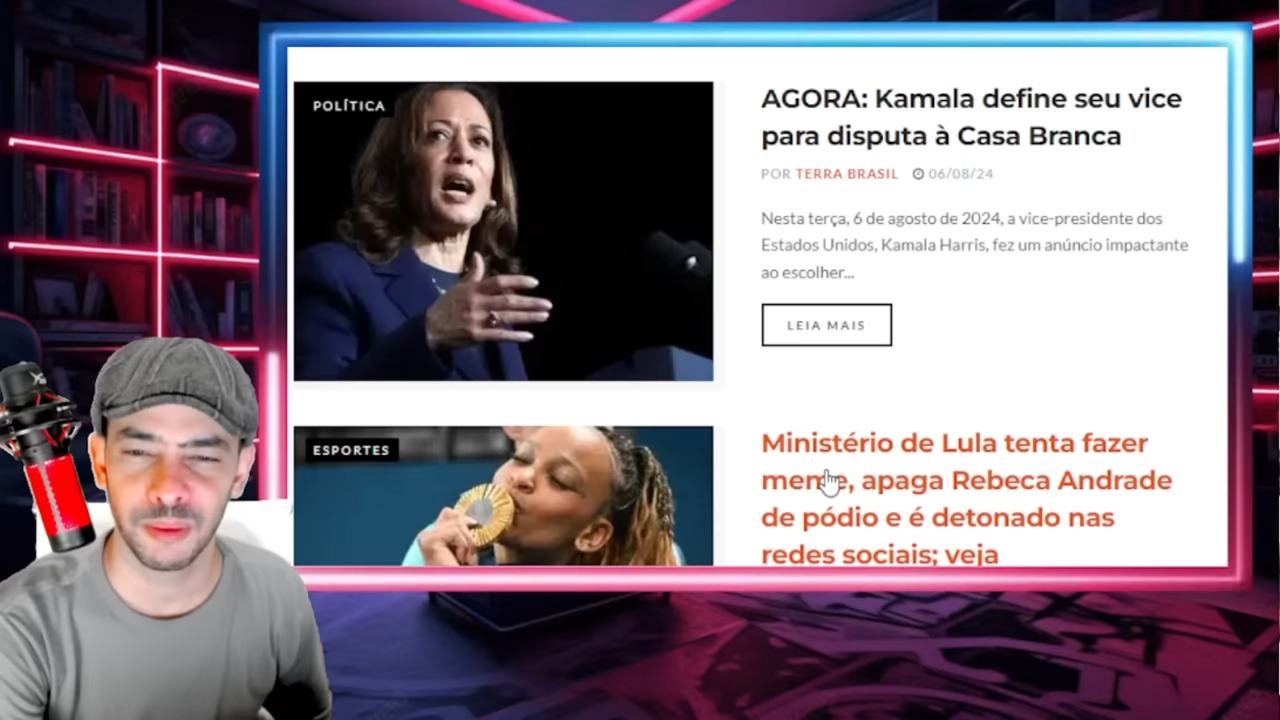 POLÍTICA
AGORA: Kamala define seu vice
para disputa à Casa Branca
POR TERRA BRASIL 06/08/24
Nesta terça, 6 de agosto de 2024, a vice-presidente dos
Estados Unidos, Kamala Harris, fez um anúncio impactante
ao escolher...
LEIA MAIS
ESPORTES
Ministério de Lula tenta fazer
meme, apaga Rebeca Andrade
de pódio e é detonado nas
redes sociais; veja